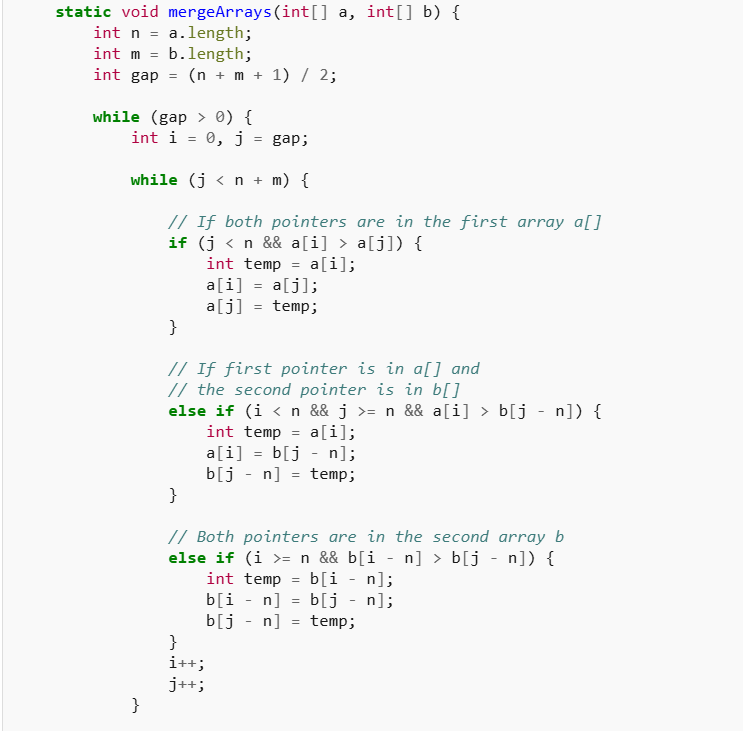 static void mergeArrays(int[] a, int[] b) {
int n = a.length;
int m = b.length;
int gap = (n + m + 1) / 2;
while (gap > 0) {
int i = 0, j = gap;
while (j < n + m) {
// If both pointers are in the first array a[]
if (j < n && a[i] > a[j]) {
int temp = a[i];
a[i] = a[j];
a[j] = temp;
}
// If first pointer is in a[] and
// the second pointer is in b[]
else if (i < n && j >= n && a[i] > b[j - n]) {
int temp = a[i];
a[i] = b[j - n];
b[j - n] = temp;
}
// Both pointers are in the second array b
else if (i >= n && b[i - n] > b[j - n]) {
int temp = b[i - n];
b[i - n] = b[j - n];
b[j - n] = temp;
}
i++;
j++;
}